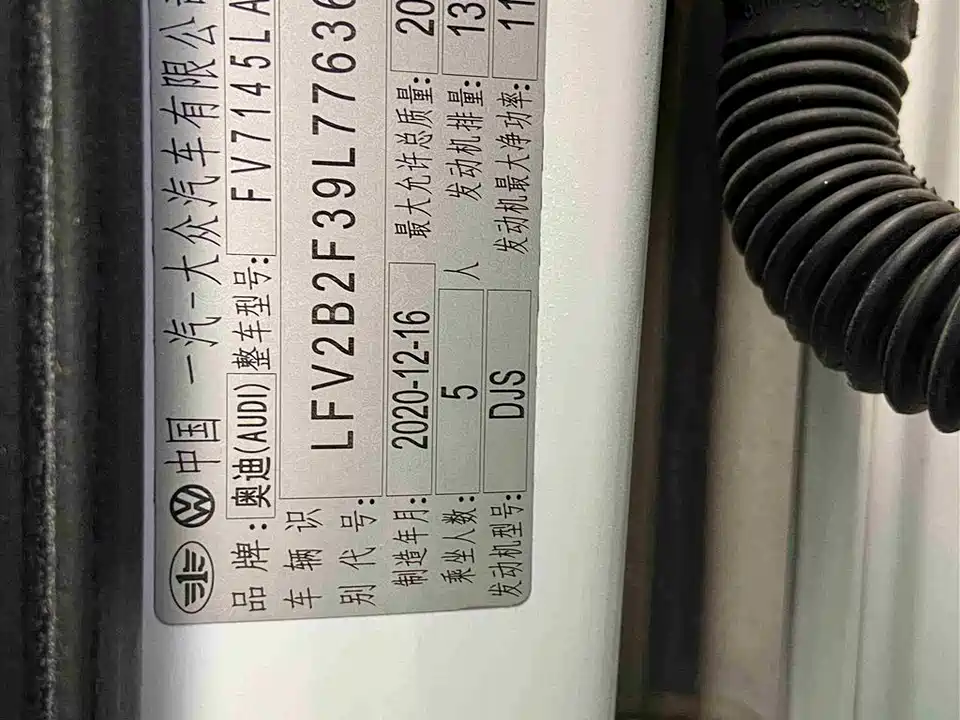 中国 一汽-大众汽车有限公司
品牌: 奥迪(AUDI) 整车型号: FV7145LA
车辆识
别代号: LFV2B2F39L77636
制造年月: 2020-12-16 最大允许总质量: 20
乘坐人数: 5 人 发动机排量: 13
发动机型号: DJS 发动机最大净功率: 11